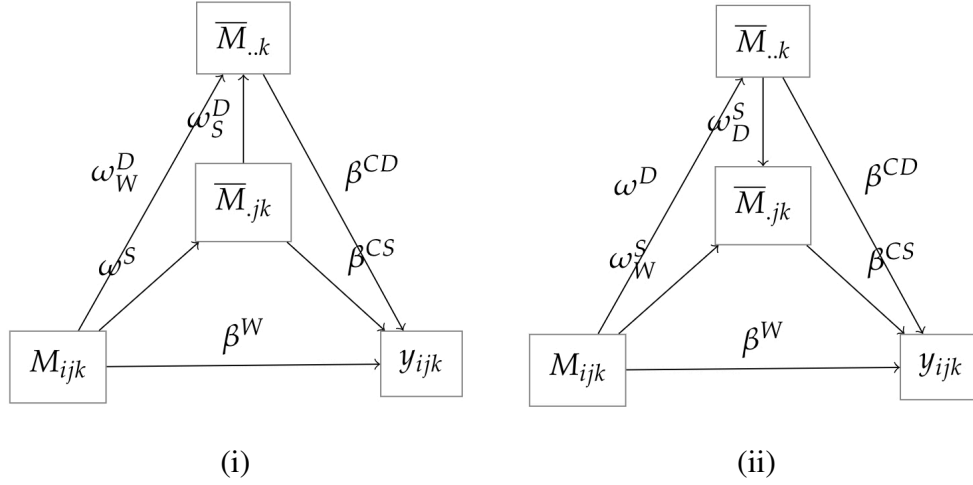 M̅..k
ω_S^D
ω_W^D
β^CD
M̅.jk
ω^S
β^CS
β^W
M_ijk
y_ijk
(i)
M̅..k
ω_D^S
ω^D
β^CD
M̅.jk
ω_W^S
β^CS
β^W
M_ijk
y_ijk
(ii)